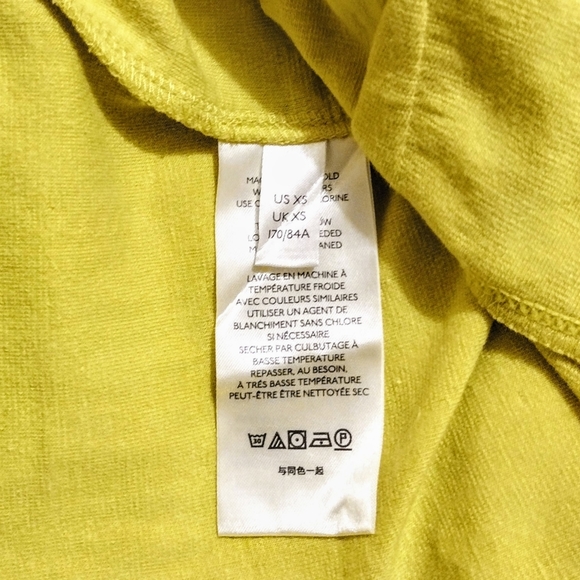 US XS
UK XS
170/84A
LAVAGE EN MACHINE À
TEMPÉRATURE FROIDE
AVEC COULEURS SIMILAIRES
UTILISER UN AGENT DE
BLANCHIMENT SANS CHLORE
SI NÉCESSAIRE
SECHER PAR CULBUTAGE À
BASSE TEMPERATURE
REPASSER, AU BESOIN,
À TRÉS BASSE TEMPÉRATURE
PEUT-ÊTRE ÊTRE NETTOYÉE SEC
30 P
与同色一起